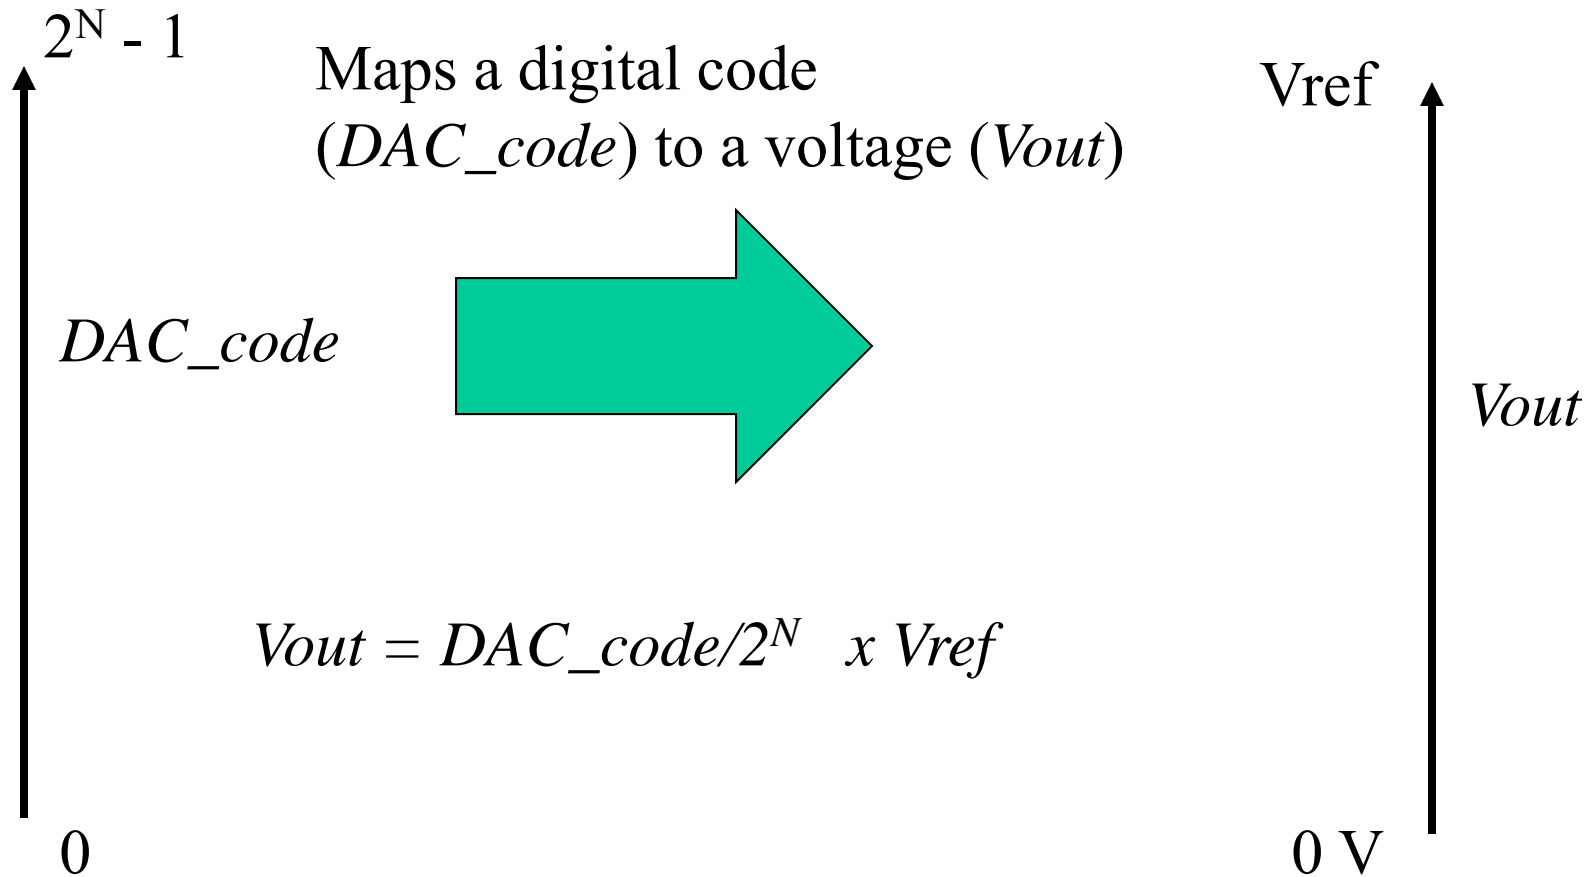 2ᴺ - 1
Maps a digital code
(DAC_code) to a voltage (Vout)
Vref
DAC_code
Vout
Vout = DAC_code/2ᴺ x Vref
0
0 V